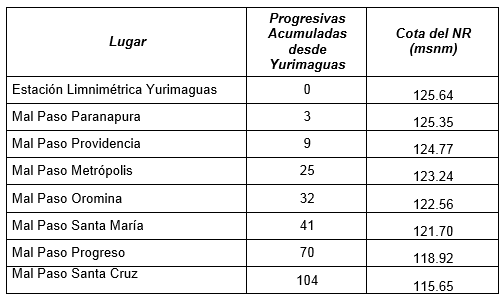 Lugar
Progresivas
Acumuladas
desde
Yurimaguas
Cota del NR
(msnm)
Estación Limnimétrica Yurimaguas 0 125.64
Mal Paso Paranapura 3 125.35
Mal Paso Providencia 9 124.77
Mal Paso Metrópolis 25 123.24
Mal Paso Oromina 32 122.56
Mal Paso Santa María 41 121.70
Mal Paso Progreso 70 118.92
Mal Paso Santa Cruz 104 115.65